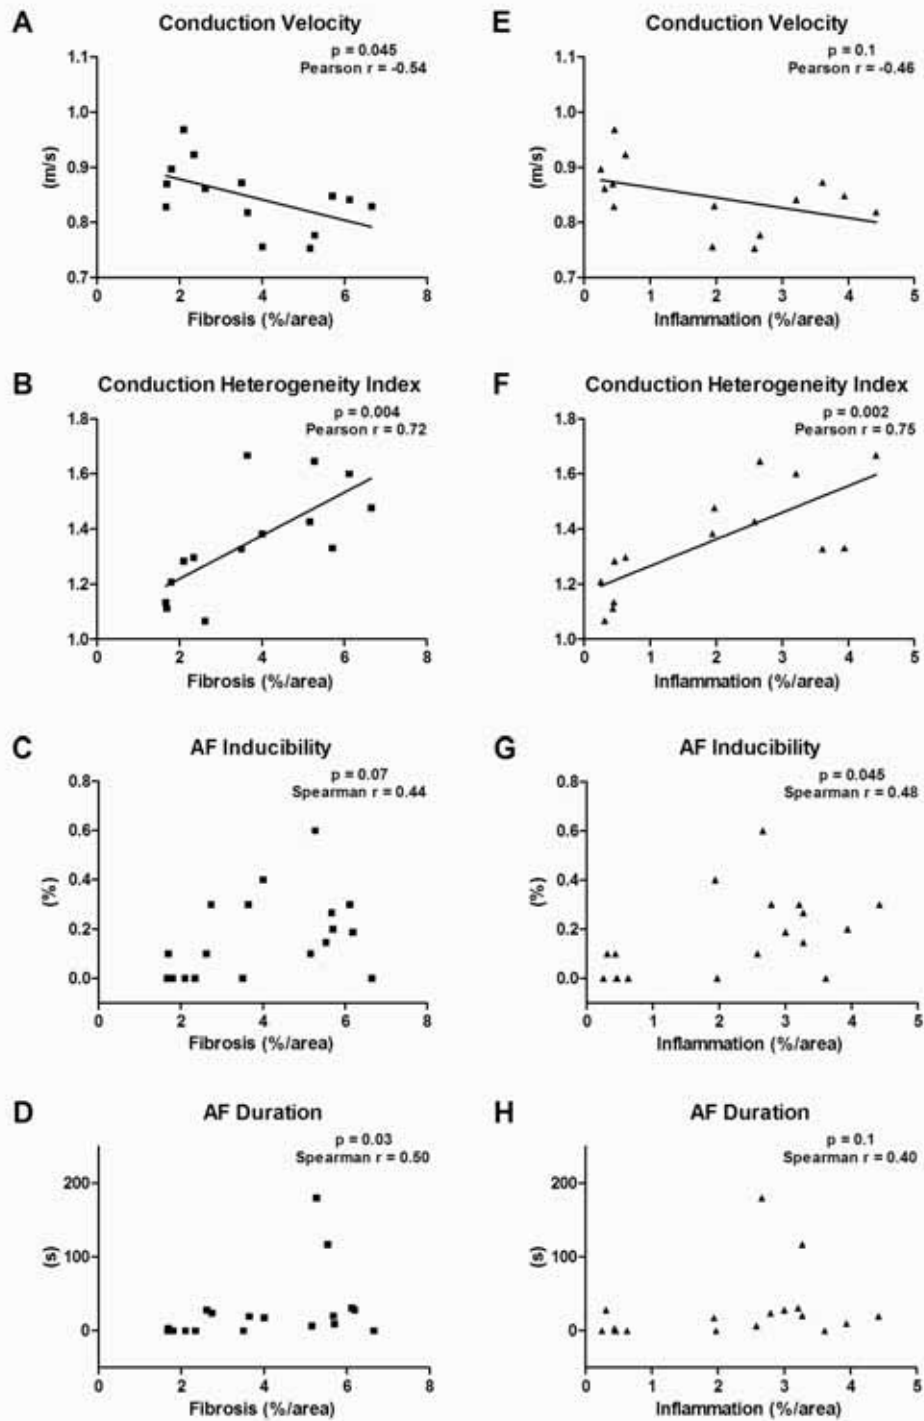 A Conduction Velocity
p = 0.045
Pearson r = -0.54
1.1
1.0
0.9
0.8
0.7
(m/s)
0 2 4 6 8
Fibrosis (%/area)
E Conduction Velocity
p = 0.1
Pearson r = -0.46
1.1
1.0
0.9
0.8
0.7
(m/s)
0 1 2 3 4 5
Inflammation (%/area)
B Conduction Heterogeneity Index
p = 0.004
Pearson r = 0.72
1.8
1.6
1.4
1.2
1.0
0 2 4 6 8
Fibrosis (%/area)
F Conduction Heterogeneity Index
p = 0.002
Pearson r = 0.75
1.8
1.6
1.4
1.2
1.0
0 1 2 3 4 5
Inflammation (%/area)
C AF Inducibility
p = 0.07
Spearman r = 0.44
0.8
0.6
0.4
0.2
0.0
(%)
0 2 4 6 8
Fibrosis (%/area)
G AF Inducibility
p = 0.045
Spearman r = 0.48
0.8
0.6
0.4
0.2
0.0
(%)
0 1 2 3 4 5
Inflammation (%/area)
D AF Duration
p = 0.03
Spearman r = 0.50
200
100
0
(s)
0 2 4 6 8
Fibrosis (%/area)
H AF Duration
p = 0.1
Spearman r = 0.40
200
100
0
(s)
0 1 2 3 4 5
Inflammation (%/area)